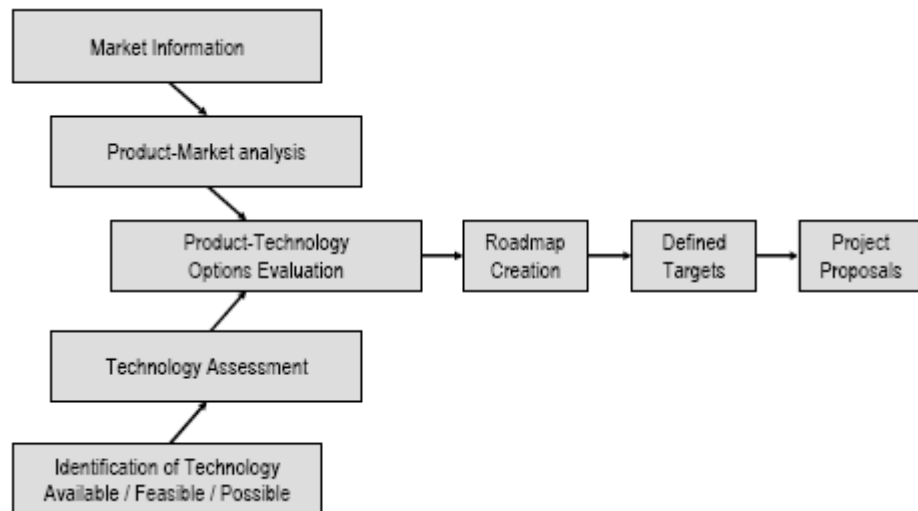 Market Information
Product-Market analysis
Product-Technology
Options Evaluation
Roadmap
Creation
Defined
Targets
Project
Proposals
Technology Assessment
Identification of Technology
Available / Feasible / Possible